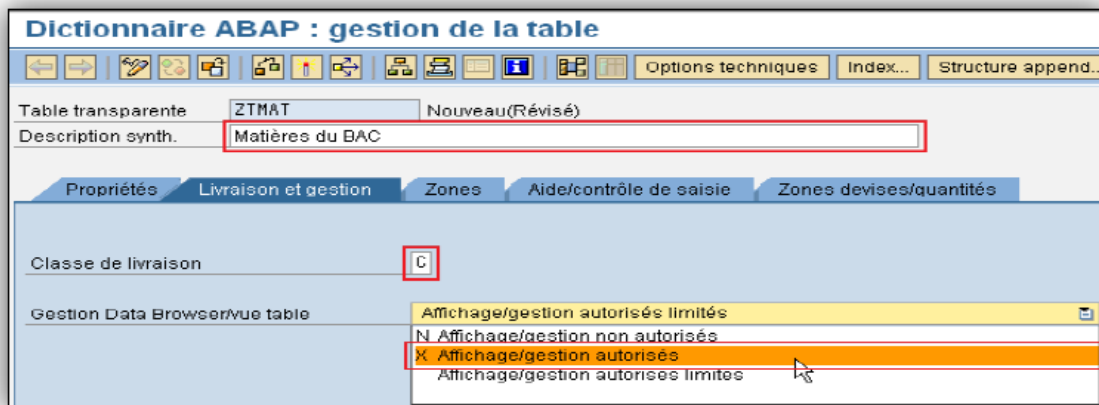 Dictionnaire ABAP : gestion de la table
Options techniques Index... Structure append..
Table transparente ZTMAT Nouveau(Révisé)
Description synth. Matières du BAC
Propriétés Livraison et gestion Zones Aide/contrôle de saisie Zones devises/quantités
Classe de livraison C
Gestion Data Browser/vue table Affichage/gestion autorisés limités
N Affichage/gestion non autorisés
X Affichage/gestion autorisés
Affichage/gestion autorisés limités